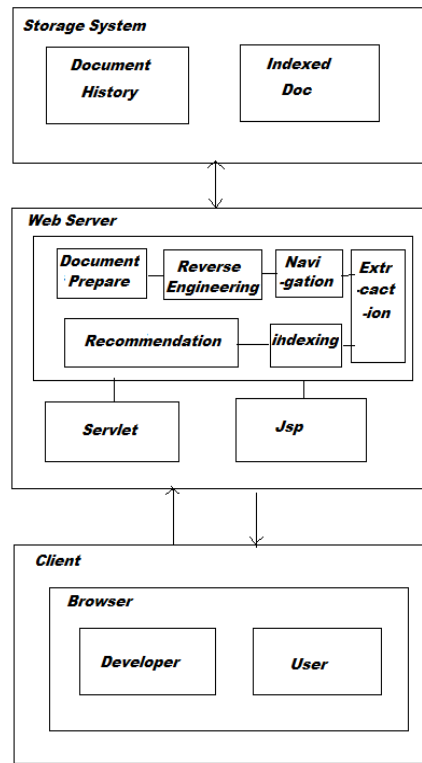 Storage System
Document
History
Indexed
Doc
Web Server
Document
Prepare
Reverse
Engineering
Navi
-gation
Extr
-cact
-ion
Recommendation
ihdexing
Servlet
Jsp
Client
Browser
Developer
User